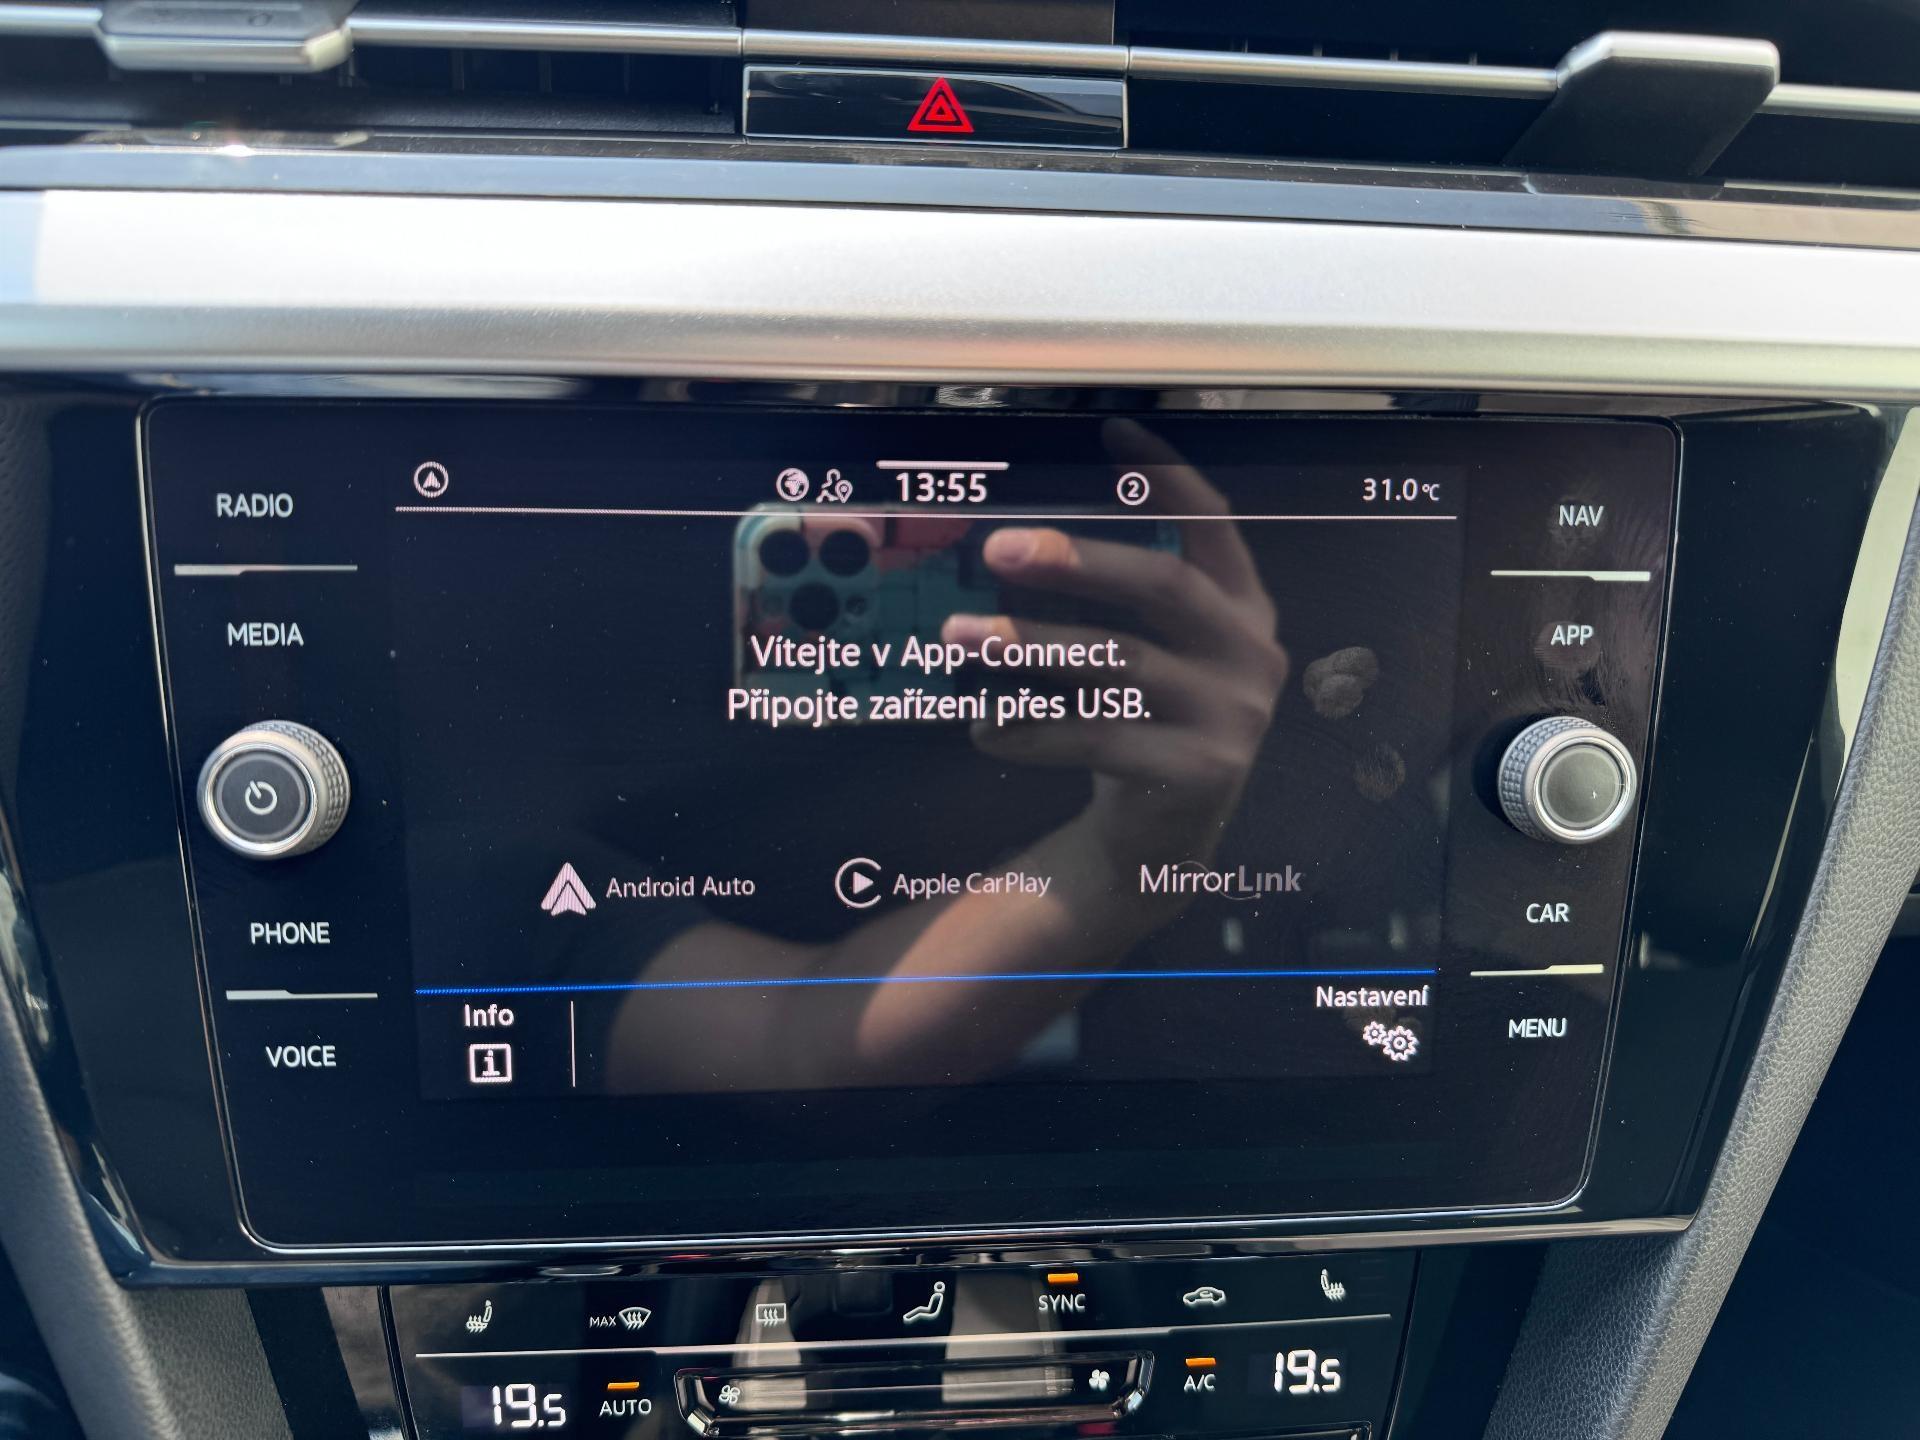 13:55
2
31.0°C
RADIO
MEDIA
PHONE
VOICE
NAV
APP
CAR
MENU
Vítejte v App-Connect.
Připojte zařízení přes USB.
Android Auto
Apple CarPlay
MirrorLink
Info
i
Nastavení
MAX
SYNC
19.5
AUTO
A/C
19.5